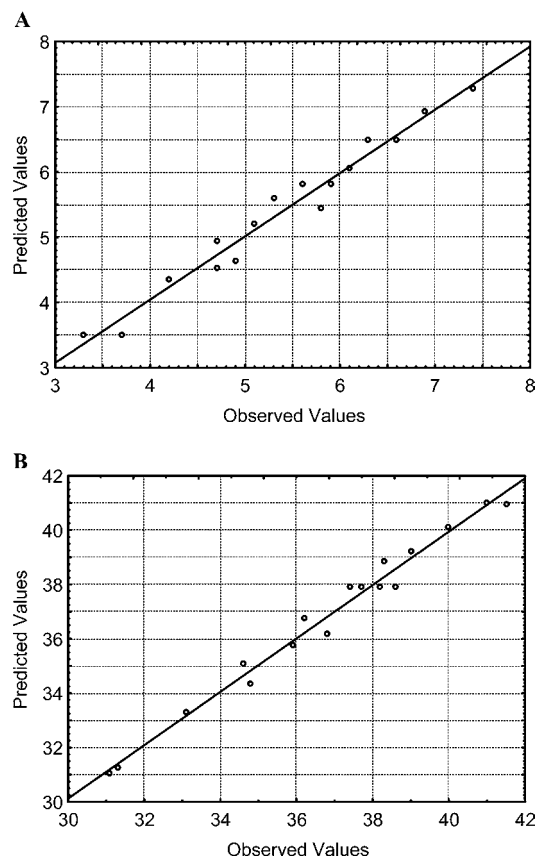 A
8
7
6
5
4
3
Predicted Values
3 4 5 6 7 8
Observed Values
B
42
40
38
36
34
32
30
Predicted Values
30 32 34 36 38 40 42
Observed Values